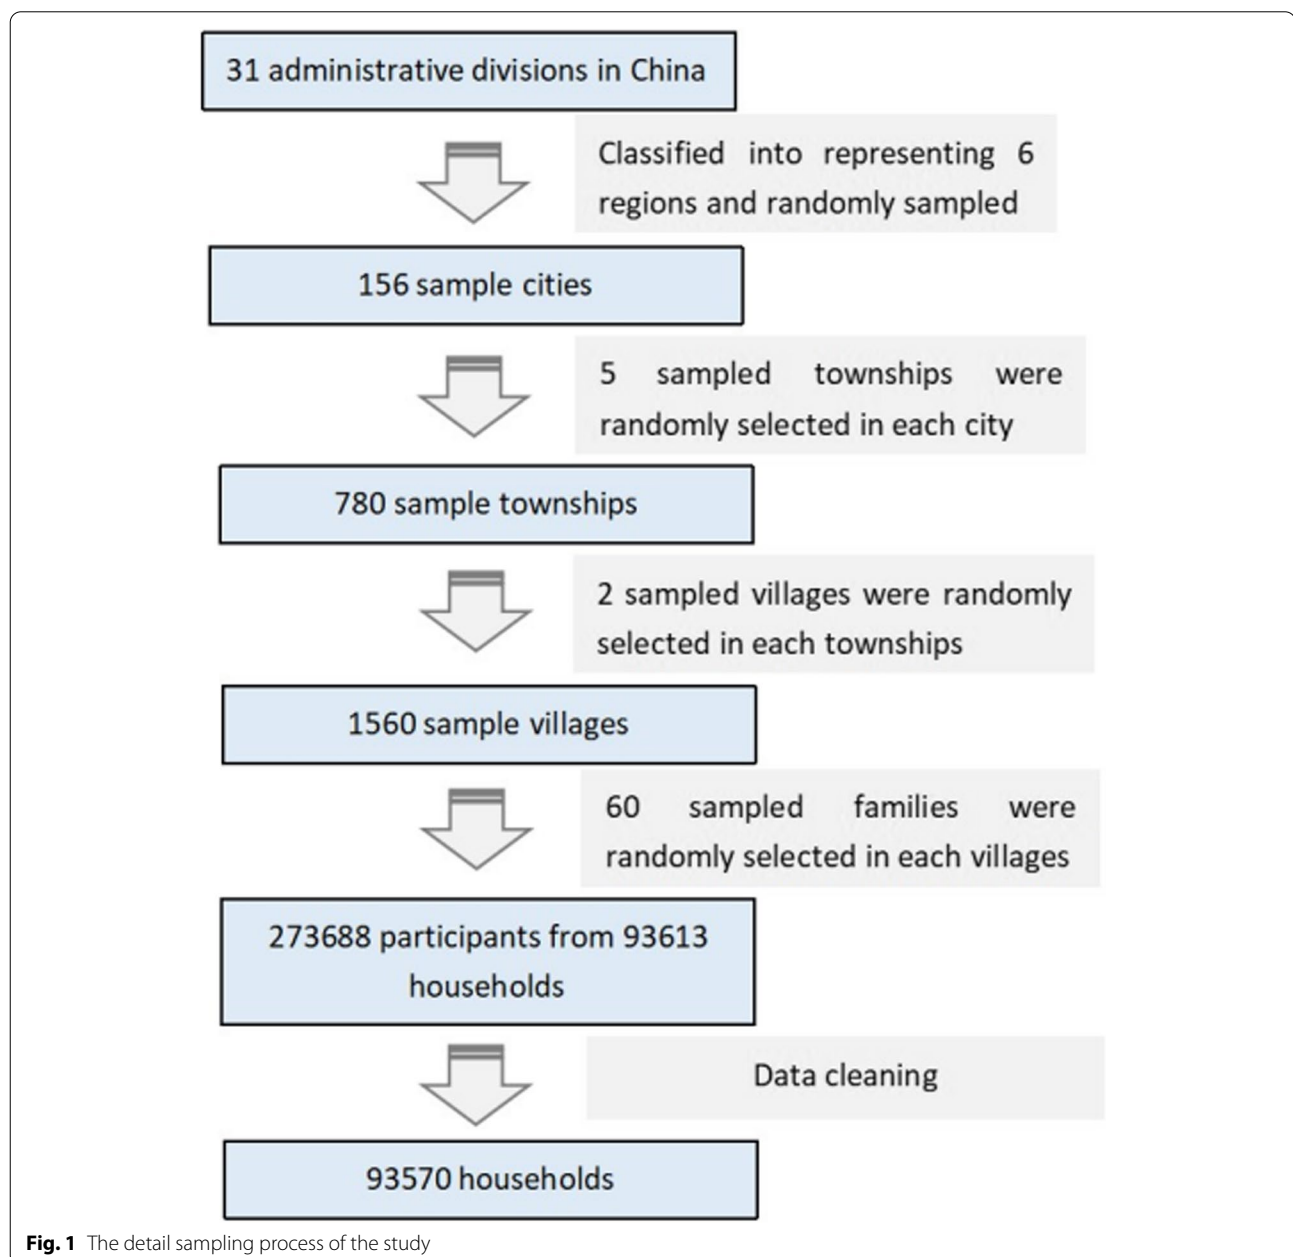 31 administrative divisions in China
Classified into representing 6
regions and randomly sampled
156 sample cities
5 sampled townships were
randomly selected in each city
780 sample townships
2 sampled villages were randomly
selected in each townships
1560 sample villages
60 sampled families were
randomly selected in each villages
273688 participants from 93613
households
Data cleaning
93570 households
Fig. 1 The detail sampling process of the study